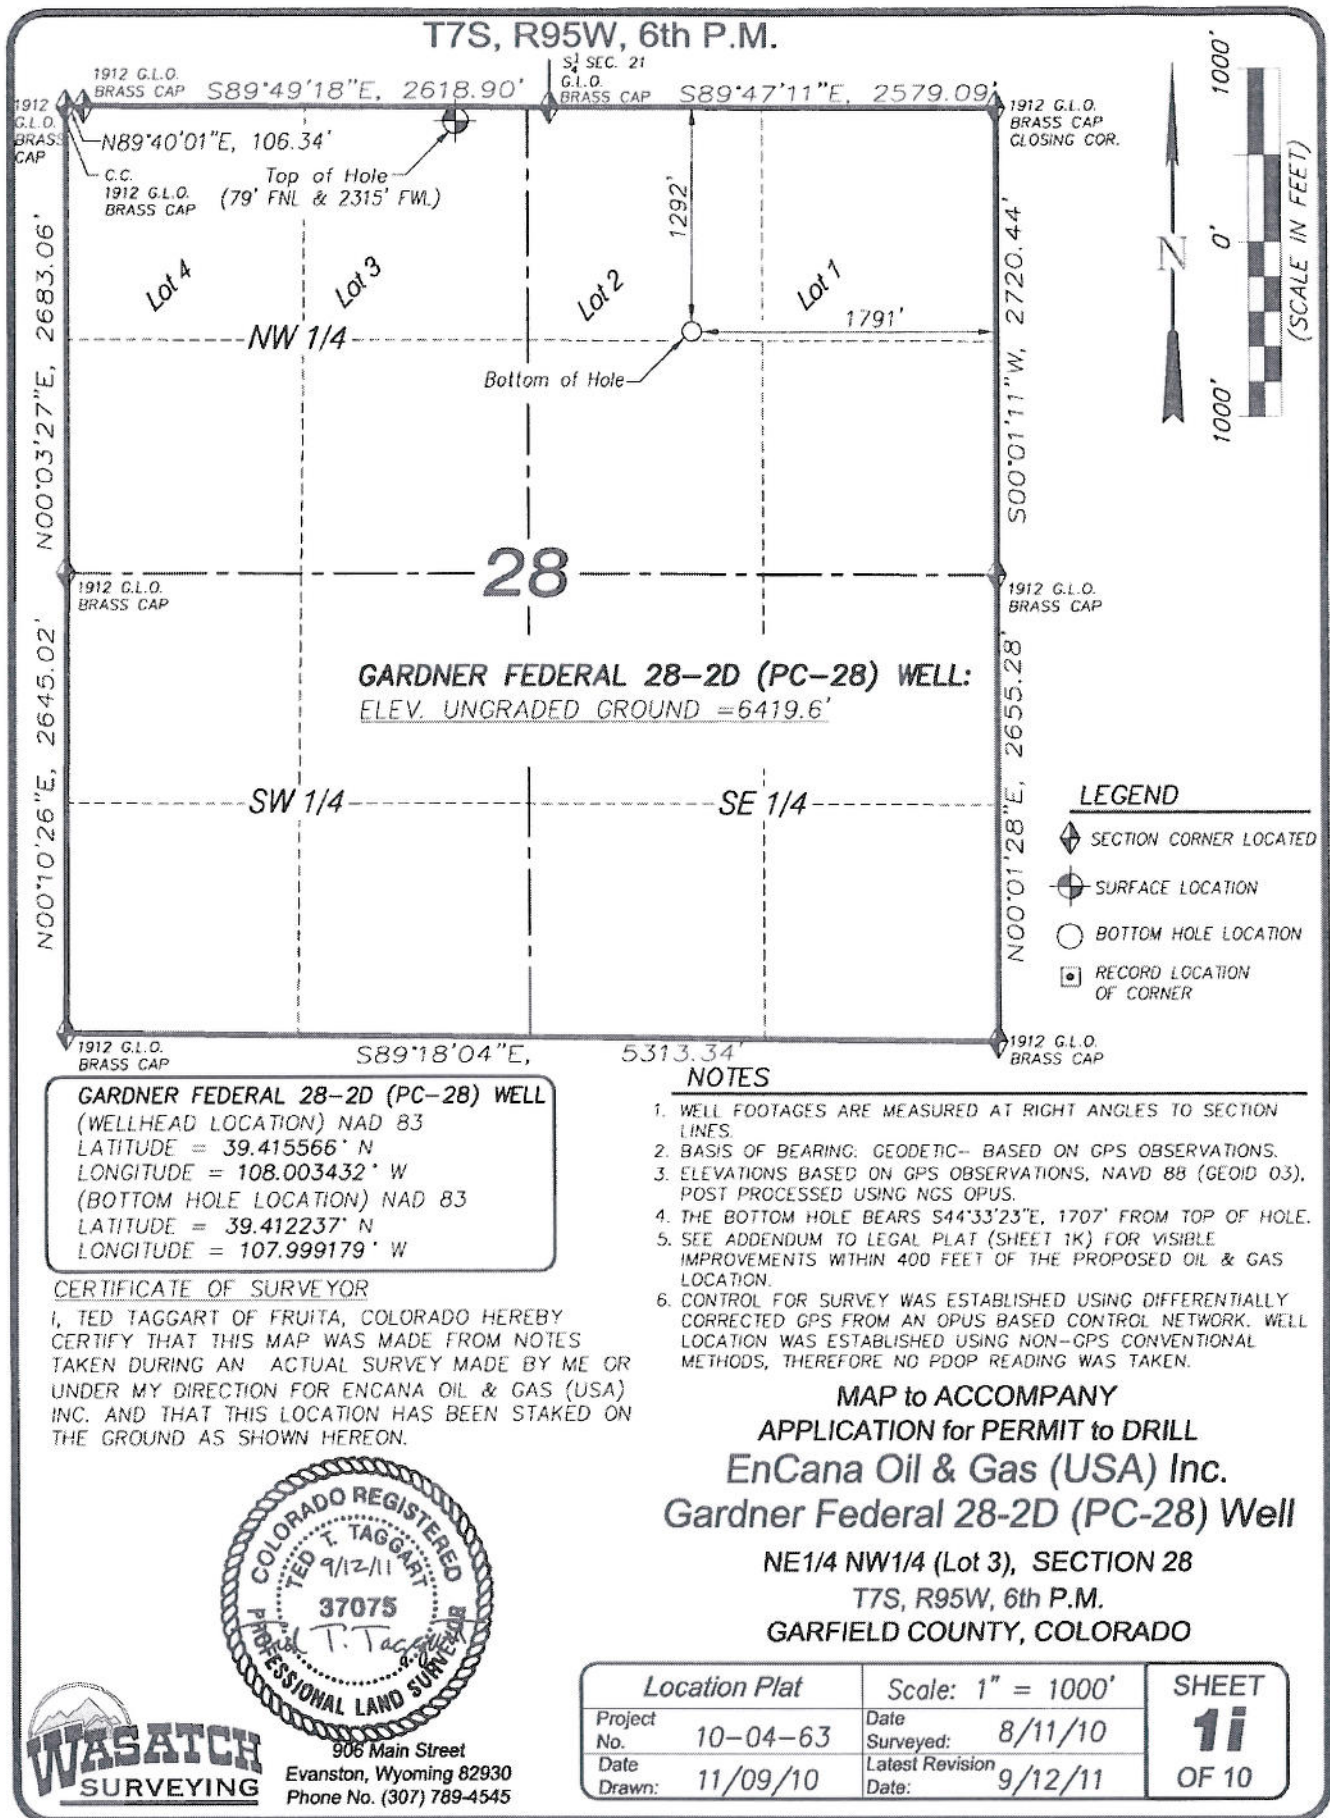 T7S, R95W, 6th P.M.
1912 G.L.O.
BRASS CAP
S89°49'18"E, 2618.90'
S 1/4 SEC. 21
G.L.O.
BRASS CAP
S89°47'11"E, 2579.09'
1912 G.L.O.
BRASS CAP
CLOSING COR.
1912
G.L.O.
BRASS
CAP
N89°40'01"E, 106.34'
C.C.
1912 G.L.O.
BRASS CAP
Top of Hole
(79' FNL & 2315' FWL)
1292'
1791'
Bottom of Hole
Lot 4
Lot 3
Lot 2
Lot 1
NW 1/4
N00°03'27"E, 2683.06'
S00°01'11"W, 2720.44'
N
1000'
0'
1000'
(SCALE IN FEET)
1912 G.L.O.
BRASS CAP
28
1912 G.L.O.
BRASS CAP
GARDNER FEDERAL 28-2D (PC-28) WELL:
ELEV. UNGRADED GROUND =6419.6'
N00°10'26"E, 2645.02'
N00°01'28"E, 2655.28'
SW 1/4
SE 1/4
LEGEND
SECTION CORNER LOCATED
SURFACE LOCATION
BOTTOM HOLE LOCATION
RECORD LOCATION
OF CORNER
1912 G.L.O.
BRASS CAP
S89°18'04"E, 5313.34'
1912 G.L.O.
BRASS CAP
GARDNER FEDERAL 28-2D (PC-28) WELL
(WELLHEAD LOCATION) NAD 83
LATITUDE = 39.415566° N
LONGITUDE = 108.003432° W
(BOTTOM HOLE LOCATION) NAD 83
LATITUDE = 39.412237° N
LONGITUDE = 107.999179° W
NOTES
1. WELL FOOTAGES ARE MEASURED AT RIGHT ANGLES TO SECTION
LINES.
2. BASIS OF BEARING: GEODETIC-- BASED ON GPS OBSERVATIONS.
3. ELEVATIONS BASED ON GPS OBSERVATIONS, NAVD 88 (GEOID 03),
POST PROCESSED USING NGS OPUS.
4. THE BOTTOM HOLE BEARS S44°33'23"E, 1707' FROM TOP OF HOLE.
5. SEE ADDENDUM TO LEGAL PLAT (SHEET 1K) FOR VISIBLE
IMPROVEMENTS WITHIN 400 FEET OF THE PROPOSED OIL & GAS
LOCATION.
6. CONTROL FOR SURVEY WAS ESTABLISHED USING DIFFERENTIALLY
CORRECTED GPS FROM AN OPUS BASED CONTROL NETWORK. WELL
LOCATION WAS ESTABLISHED USING NON-GPS CONVENTIONAL
METHODS, THEREFORE NO PDOP READING WAS TAKEN.
CERTIFICATE OF SURVEYOR
I, TED TAGGART OF FRUITA, COLORADO HEREBY
CERTIFY THAT THIS MAP WAS MADE FROM NOTES
TAKEN DURING AN ACTUAL SURVEY MADE BY ME OR
UNDER MY DIRECTION FOR ENCANA OIL & GAS (USA)
INC. AND THAT THIS LOCATION HAS BEEN STAKED ON
THE GROUND AS SHOWN HEREON.
MAP to ACCOMPANY
APPLICATION for PERMIT to DRILL
EnCana Oil & Gas (USA) Inc.
Gardner Federal 28-2D (PC-28) Well
NE1/4 NW1/4 (Lot 3), SECTION 28
T7S, R95W, 6th P.M.
GARFIELD COUNTY, COLORADO
COLORADO REGISTERED
TED T. TAGGART
9/12/11
37075
PROFESSIONAL LAND SURVEYOR
WASATCH
SURVEYING
906 Main Street
Evanston, Wyoming 82930
Phone No. (307) 789-4545
Location Plat
Scale: 1" = 1000'
Project
No. 10-04-63
Date
Surveyed: 8/11/10
Date
Drawn: 11/09/10
Latest Revision
Date: 9/12/11
SHEET
1i
OF 10